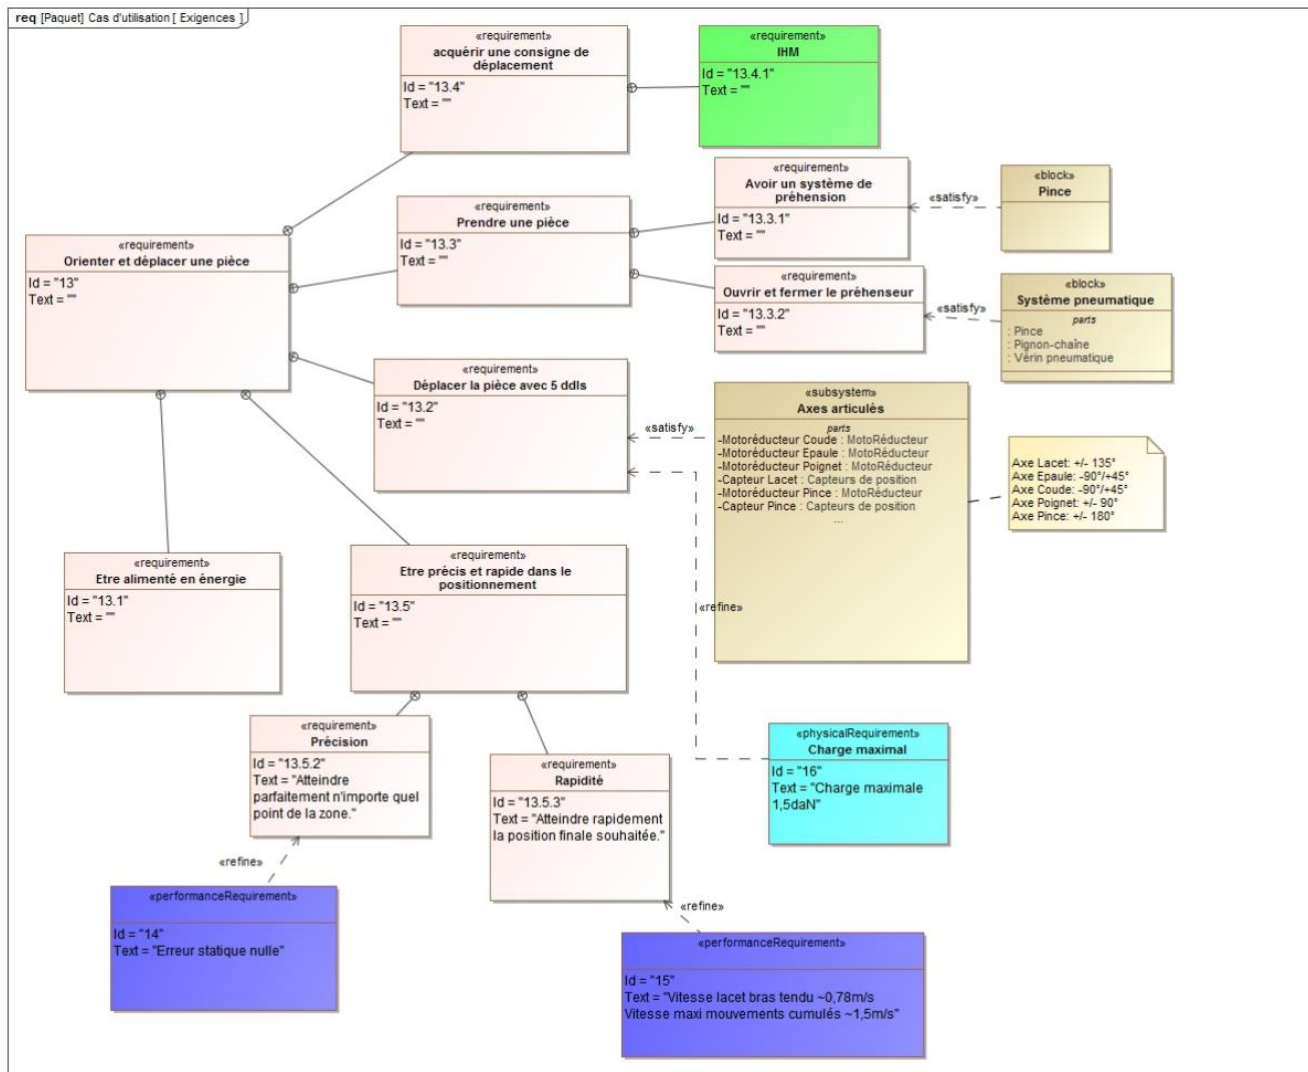 req [Paquet] Cas d'utilisation [ Exigences ]
«requirement»
acquérir une consigne de
déplacement
Id = "13.4"
Text = ""
«requirement»
IHM
Id = "13.4.1"
Text = ""
«requirement»
Orienter et déplacer une pièce
Id = "13"
Text = ""
«requirement»
Prendre une pièce
Id = "13.3"
Text = ""
«requirement»
Avoir un système de
préhension
Id = "13.3.1"
Text = ""
«satisfy»
«block»
Pince
«requirement»
Ouvrir et fermer le préhenseur
Id = "13.3.2"
Text = ""
«satisfy»
«block»
Système pneumatique
parts
: Pince
: Pignon-chaîne
: Vérin pneumatique
«requirement»
Déplacer la pièce avec 5 ddls
Id = "13.2"
Text = ""
«satisfy»
«subsystem»
Axes articulés
parts
-Motoréducteur Coude : MotoRéducteur
-Motoréducteur Epaule : MotoRéducteur
-Motoréducteur Poignet : MotoRéducteur
-Capteur Lacet : Capteurs de position
-Motoréducteur Pince : MotoRéducteur
-Capteur Pince : Capteurs de position
...
Axe Lacet: +/- 135°
Axe Epaule: -90°/+45°
Axe Coude: -90°/+45°
Axe Poignet: +/- 90°
Axe Pince: +/- 180°
«requirement»
Etre alimenté en énergie
Id = "13.1"
Text = ""
«requirement»
Etre précis et rapide dans le
positionnement
Id = "13.5"
Text = ""
«refine»
«requirement»
Précision
Id = "13.5.2"
Text = "Atteindre
parfaitement n'importe quel
point de la zone."
«requirement»
Rapidité
Id = "13.5.3"
Text = "Atteindre rapidement
la position finale souhaitée."
«physicalRequirement»
Charge maximal
Id = "16"
Text = "Charge maximale
1,5daN"
«refine»
«performanceRequirement»
Id = "14"
Text = "Erreur statique nulle"
«refine»
«performanceRequirement»
Id = "15"
Text = "Vitesse lacet bras tendu ~0,78m/s
Vitesse maxi mouvements cumulés ~1,5m/s"